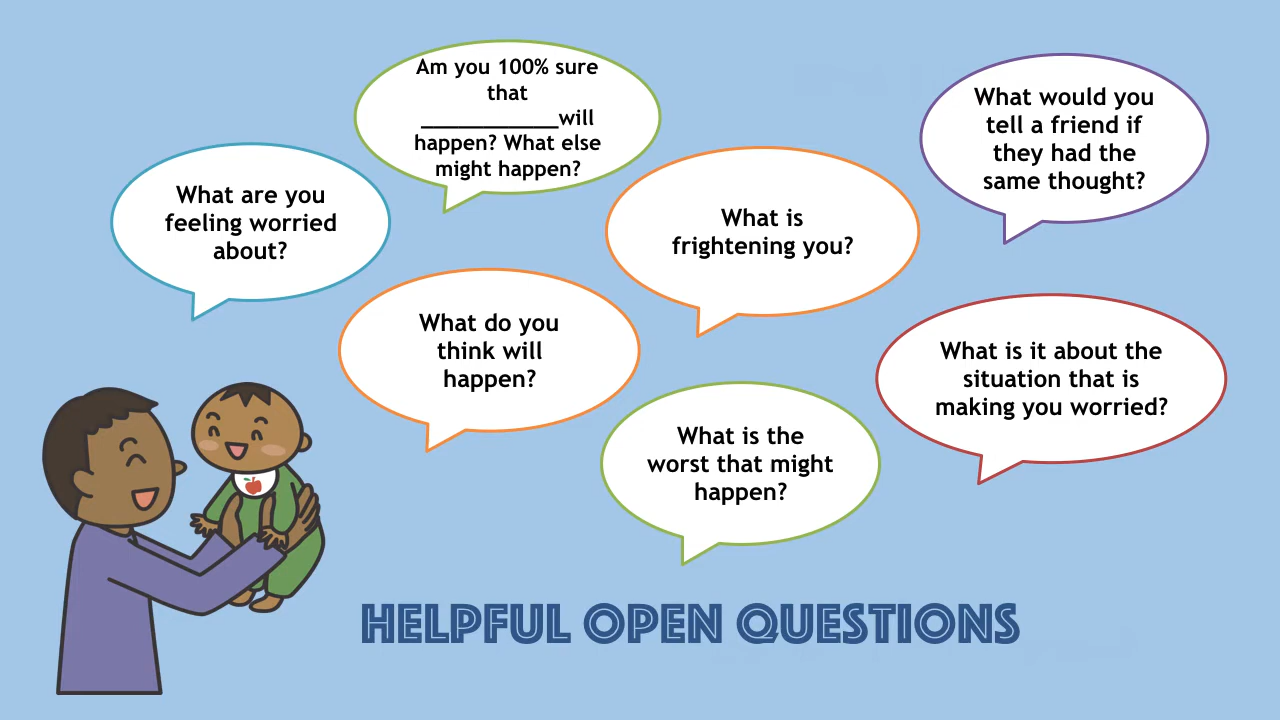 Am you 100% sure
that
____________will
happen? What else
might happen?
What would you
tell a friend if
they had the
same thought?
What are you
feeling worried
about?
What is
frightening you?
What do you
think will
happen?
What is it about the
situation that is
making you worried?
What is the
worst that might
happen?
HELPFUL OPEN QUESTIONS